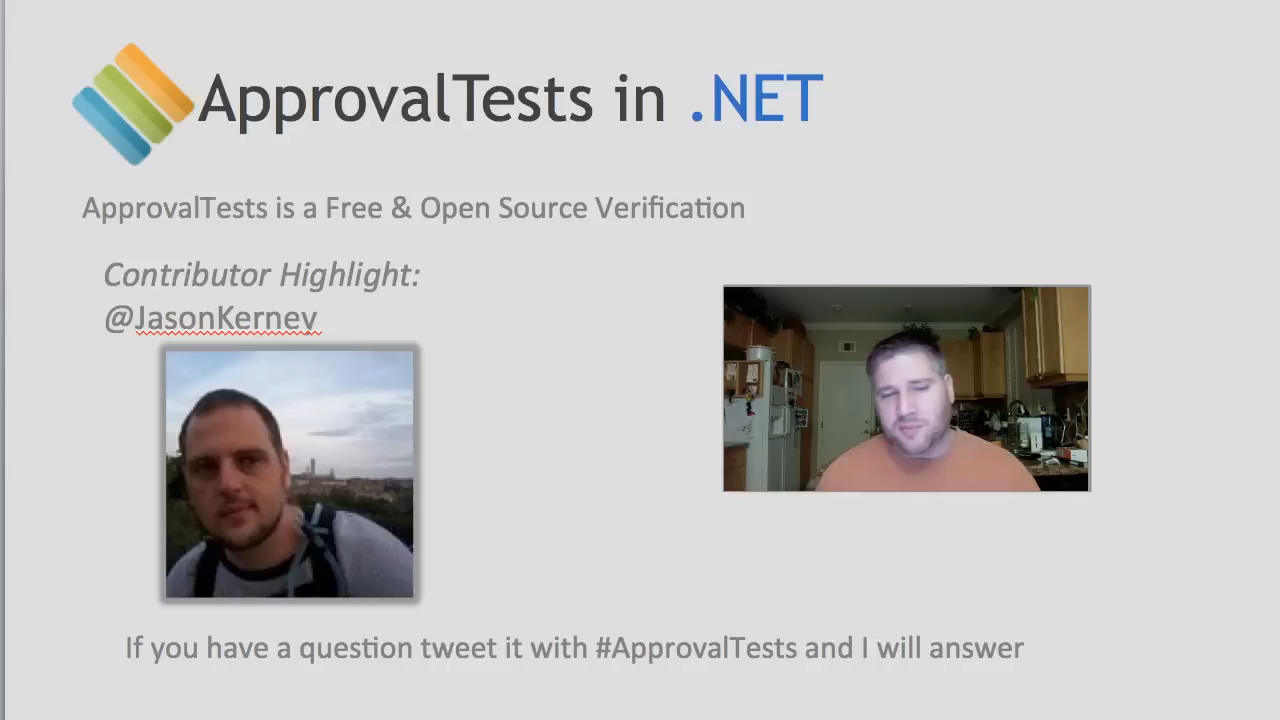 ApprovalTests in .NET
ApprovalTests is a Free & Open Source Verification
Contributor Highlight:
@JasonKerney
If you have a question tweet it with #ApprovalTests and I will answer